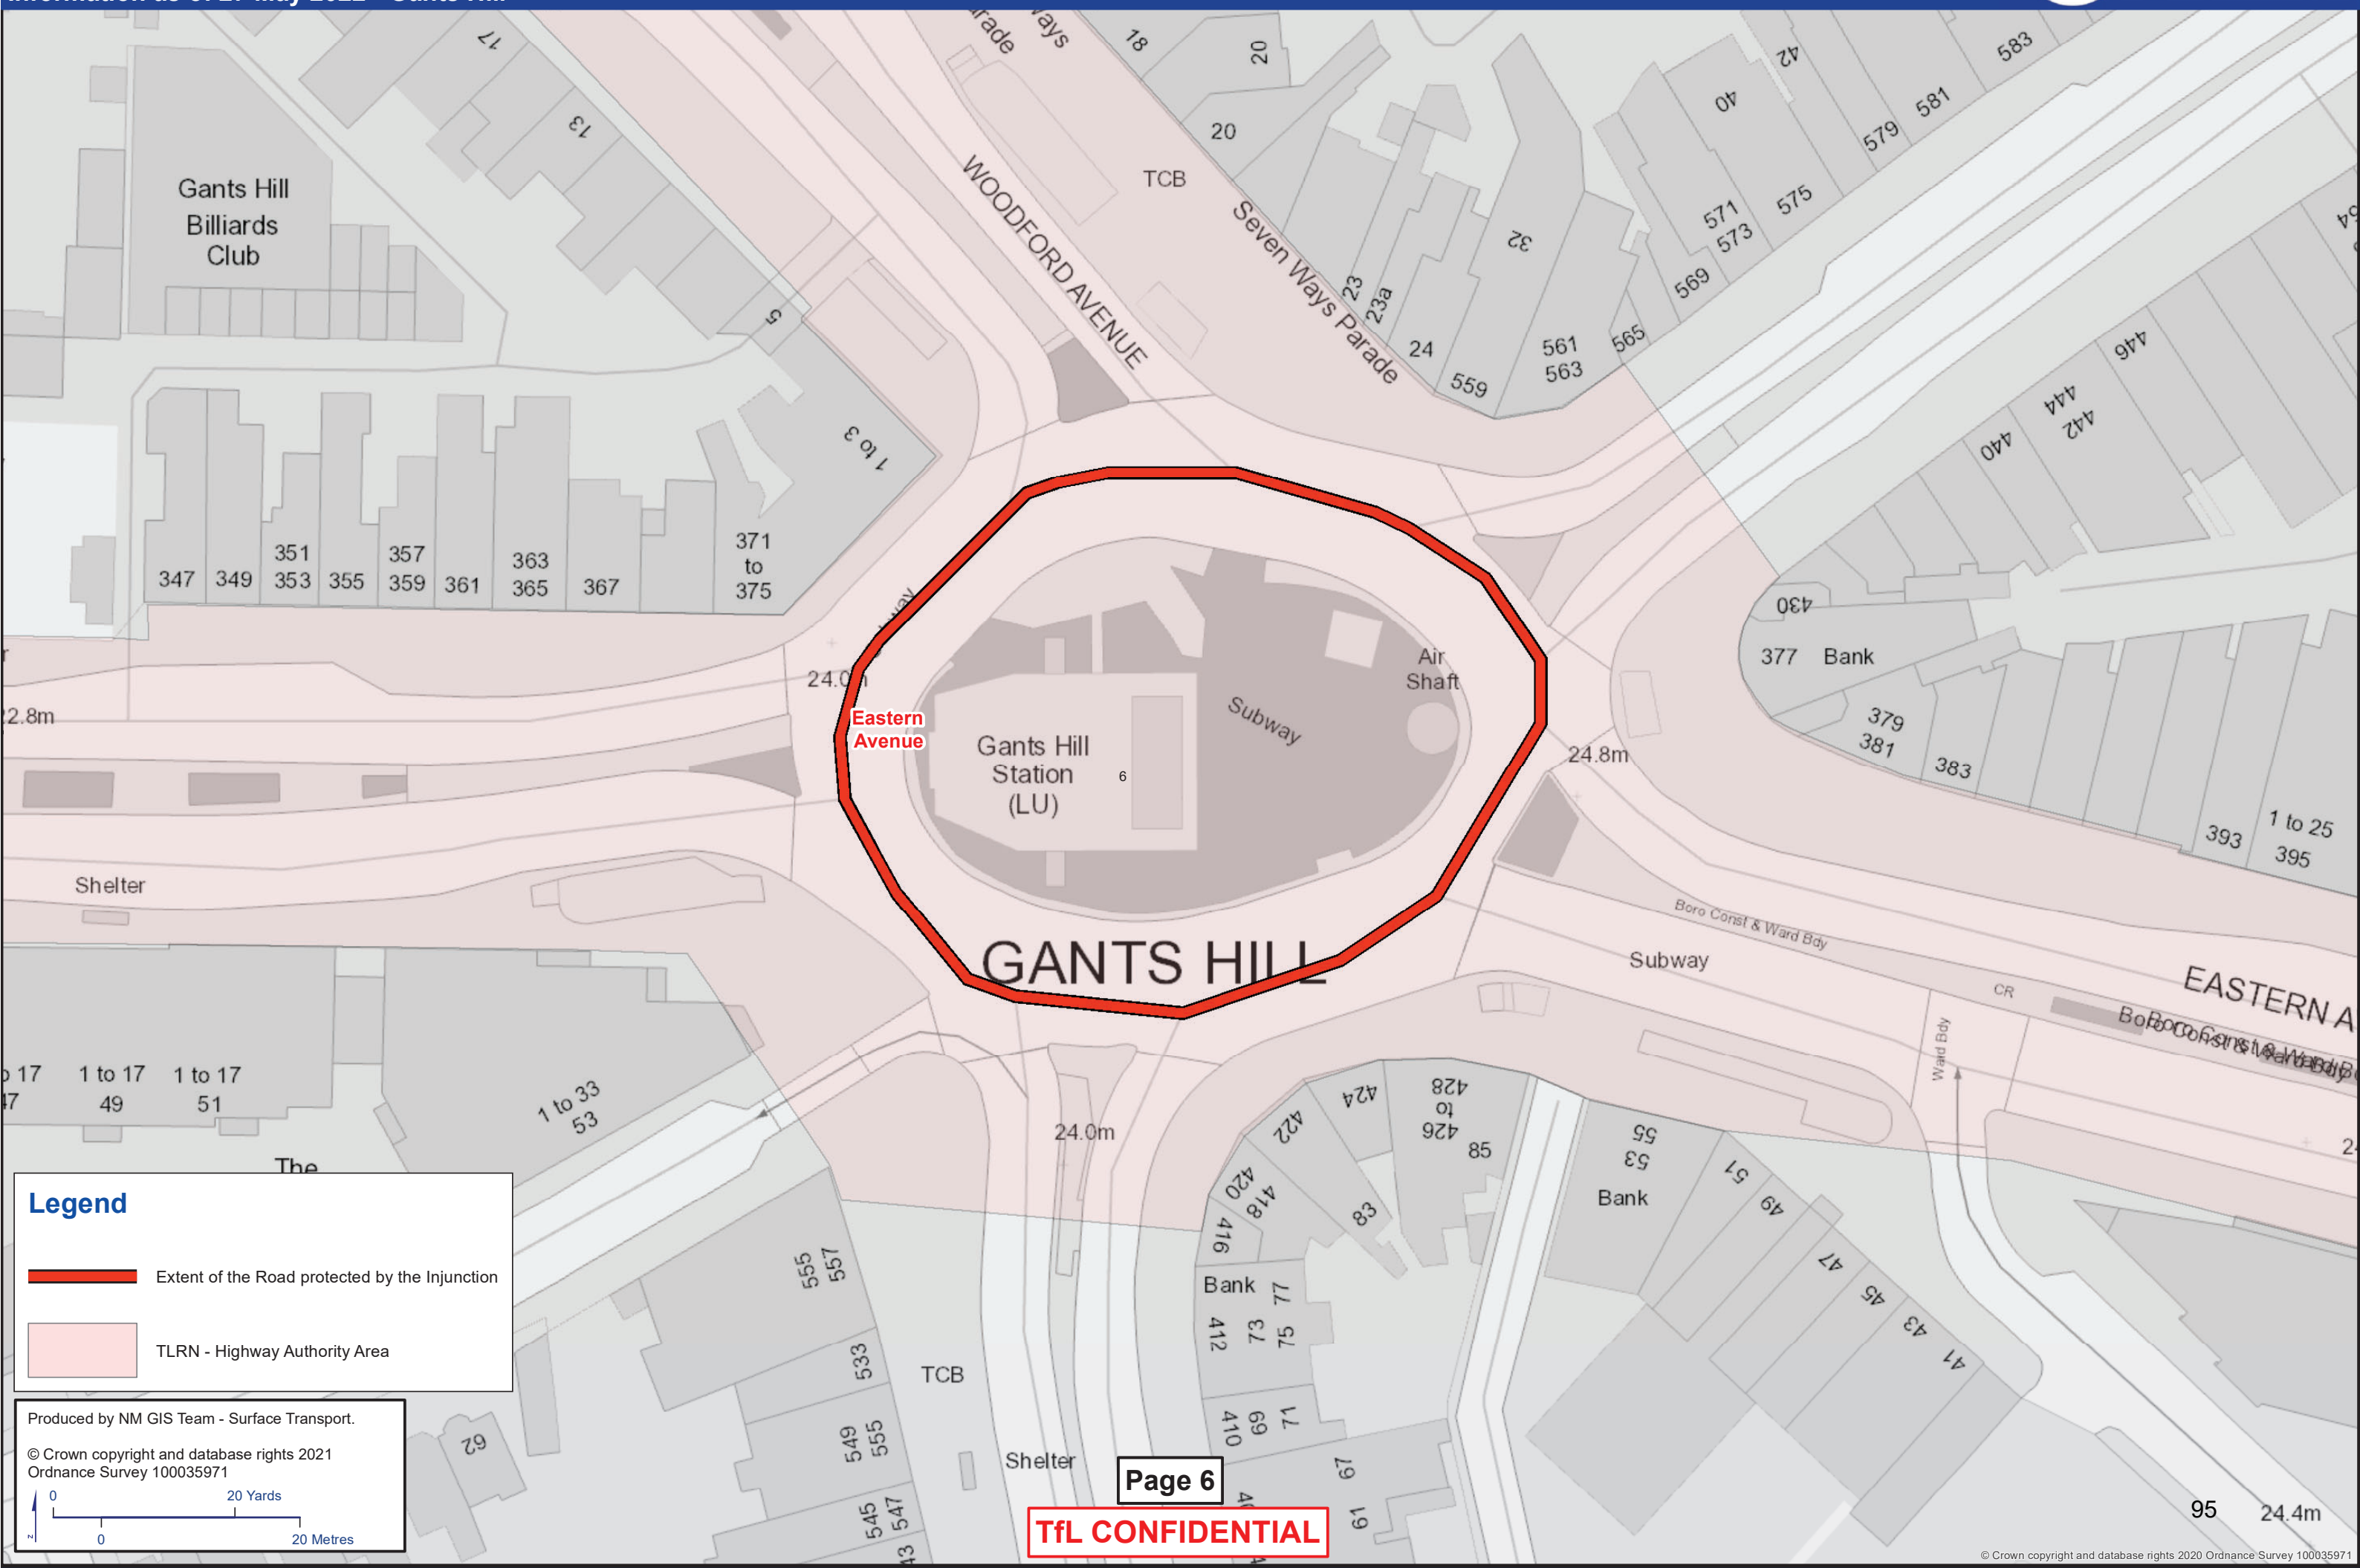 17
13
Gants Hill
Billiards
Club
5
18
20
20
TCB
WOODFORD AVENUE
Seven Ways Parade
23
23a
24
559
32
561
563
565
569
571
573
575
40
42
579
581
583
446
444
442
440
430
377 Bank
379
381
383
393
1 to 25
395
1 to 3
347
349
351
353
355
357
359
361
363
365
367
371
to
375
24.0m
Eastern
Avenue
Gants Hill
Station
(LU)
6
Subway
Air
Shaft
24.8m
2.8m
Shelter
GANTS HILL
Boro Const & Ward Bdy
Subway
CR
Ward Bdy
EASTERN A
Boro Const & Ward Bdy
1 to 17
49
1 to 17
51
1 to 33
53
The
24.0m
428
to
426
424
422
420
418
416
85
83
Bank
77
75
73
412
71
69
410
67
61
55
53
Bank
51
49
47
45
43
41
557
555
533
555
549
547
545
62
TCB
Shelter
Legend
Extent of the Road protected by the Injunction
TLRN - Highway Authority Area
Produced by NM GIS Team - Surface Transport.
© Crown copyright and database rights 2021
Ordnance Survey 100035971
0 20 Yards
0 20 Metres
Page 6
TfL CONFIDENTIAL
95
24.4m
© Crown copyright and database rights 2020 Ordnance Survey 100035971